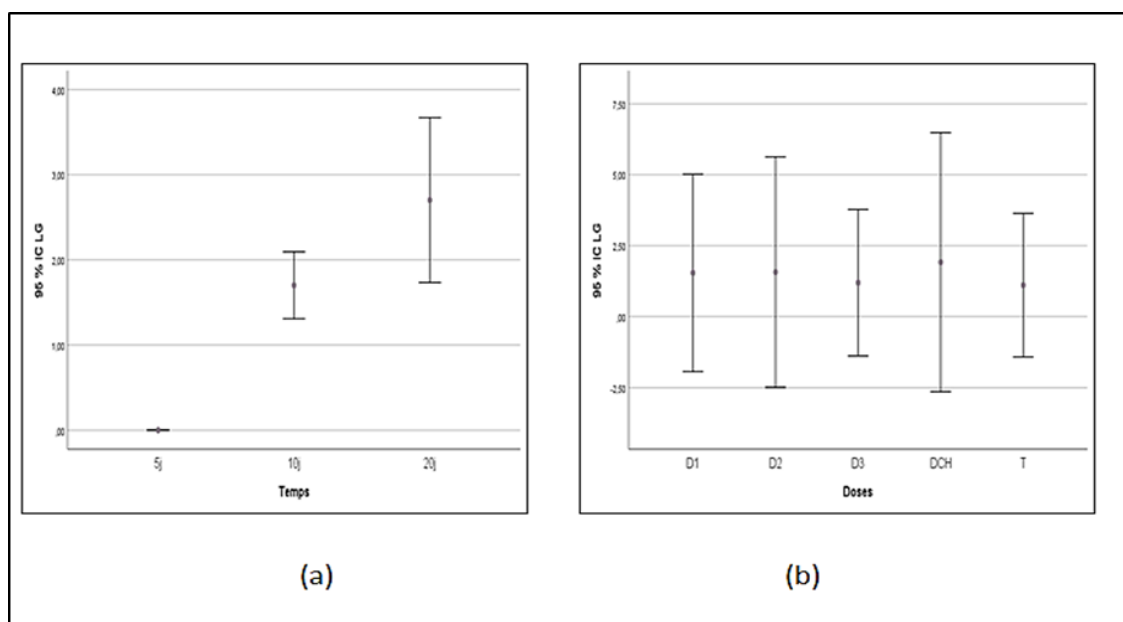 4,00
3,00
2,00
1,00
,00
95 % IC LG
5j 10j 20j
Temps
(a)
7,50
5,00
2,50
,00
-2,50
95 % IC LG
D1 D2 D3 DCH T
Doses
(b)